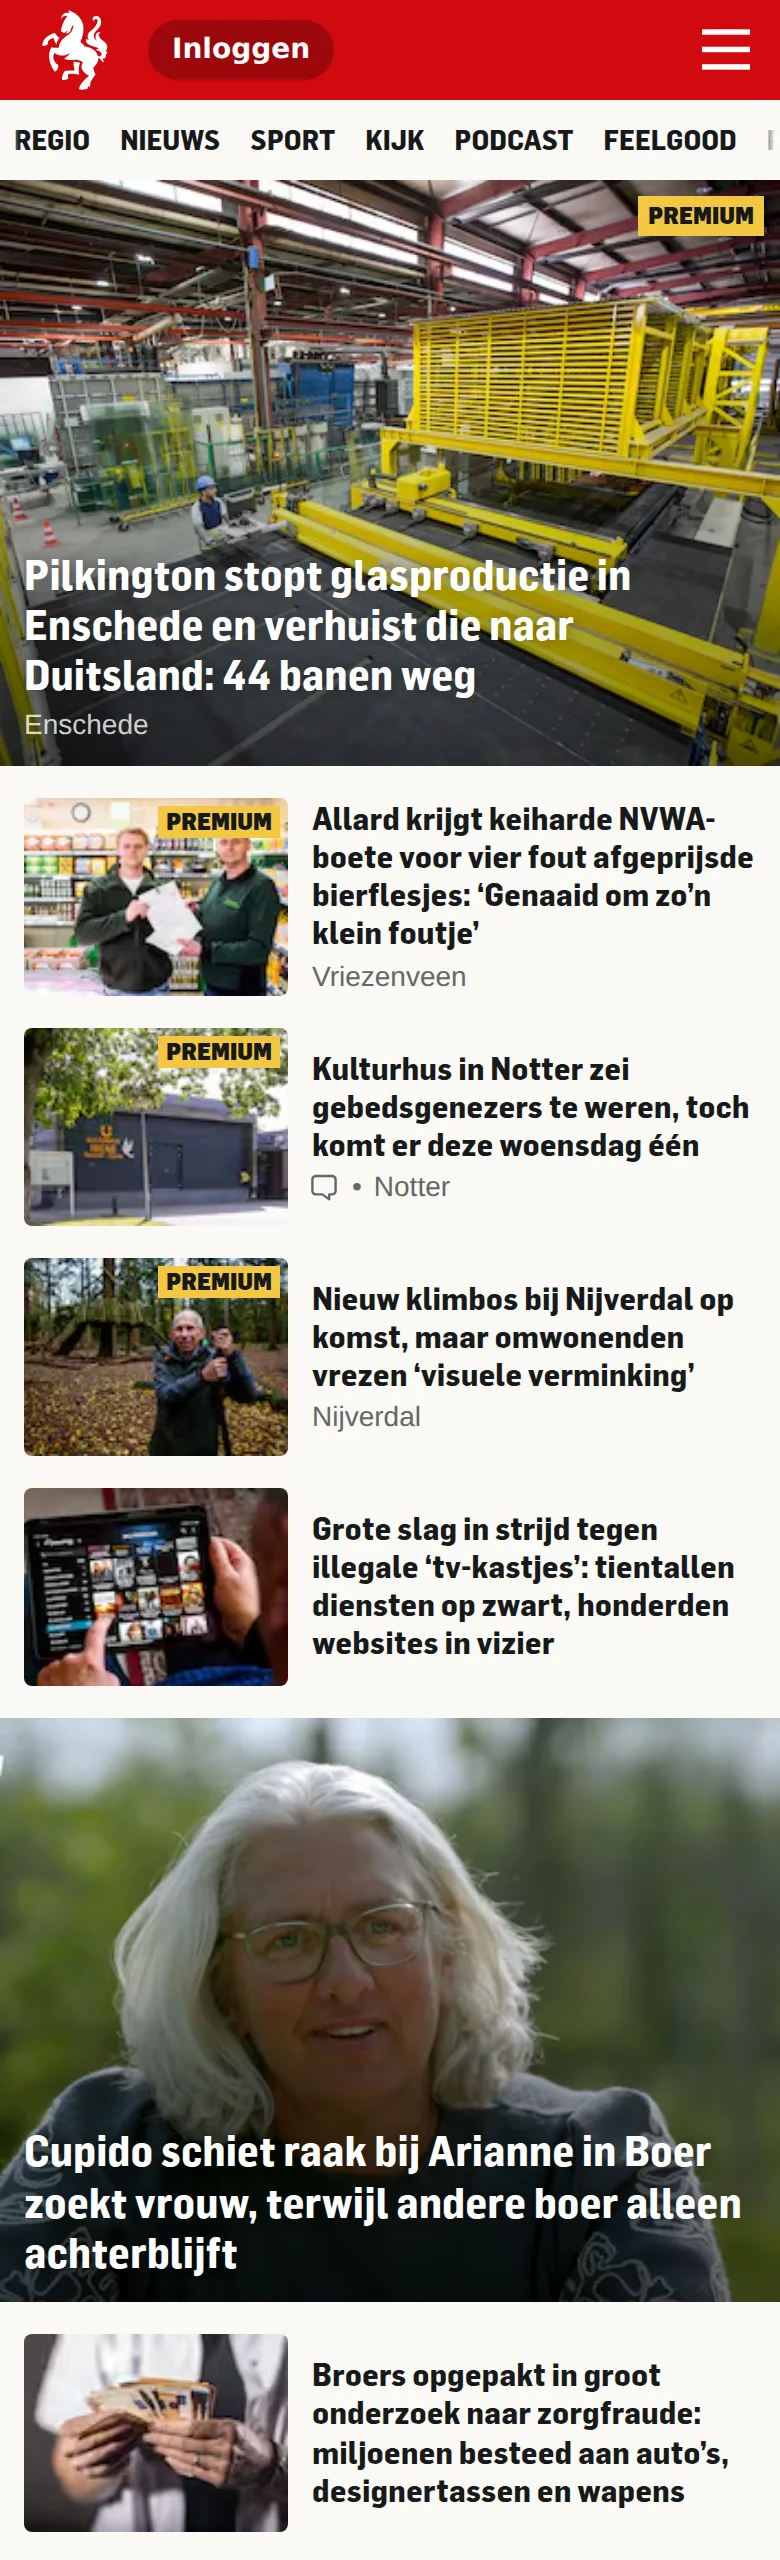 Inloggen
REGIO NIEUWS SPORT KIJK PODCAST FEELGOOD
PREMIUM
Pilkington stopt glasproductie in
Enschede en verhuist die naar
Duitsland: 44 banen weg
Enschede
PREMIUM
Allard krijgt keiharde NVWA-
boete voor vier fout afgeprijsde
bierflesjes: ‘Genaaid om zo’n
klein foutje’
Vriezenveen
PREMIUM
Kulturhus in Notter zei
gebedsgenezers te weren, toch
komt er deze woensdag één
• Notter
PREMIUM
Nieuw klimbos bij Nijverdal op
komst, maar omwonenden
vrezen ‘visuele verminking’
Nijverdal
Grote slag in strijd tegen
illegale ‘tv-kastjes’: tientallen
diensten op zwart, honderden
websites in vizier
Cupido schiet raak bij Arianne in Boer
zoekt vrouw, terwijl andere boer alleen
achterblijft
Broers opgepakt in groot
onderzoek naar zorgfraude:
miljoenen besteed aan auto’s,
designertassen en wapens